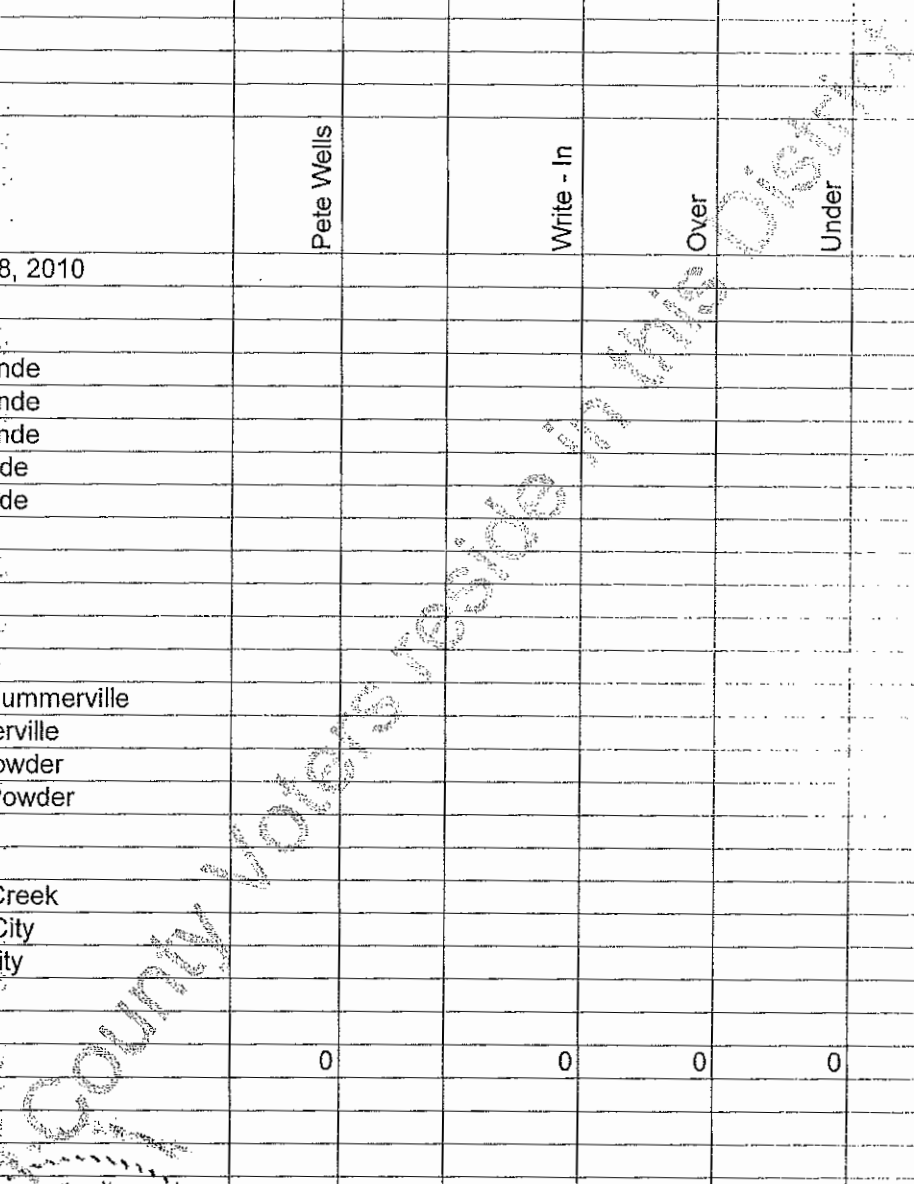 Pete Wells
Write - In
Over
Under
8, 2010
nde
nde
nde
de
de
ummerville
erville
owder
Powder
Creek
City
ity
0 0 0 0
County Voters reside in this Distric